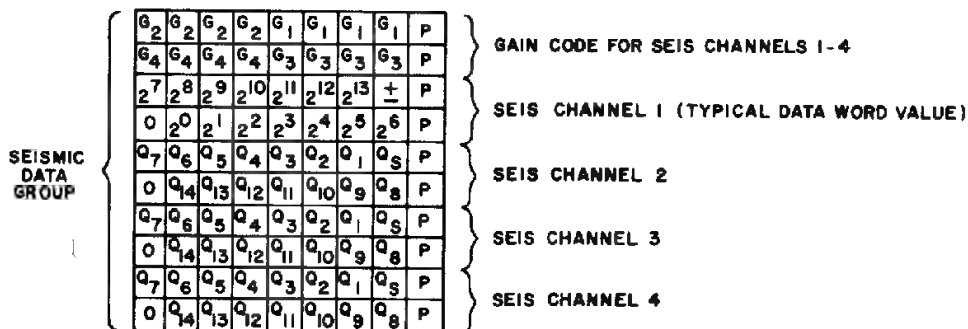 G2 G2 G2 G2 G1 G1 G1 G1 P
GAIN CODE FOR SEIS CHANNELS 1-4
G4 G4 G4 G4 G3 G3 G3 G3 P
2^7 2^8 2^9 2^10 2^11 2^12 2^13 ± P
SEIS CHANNEL 1 (TYPICAL DATA WORD VALUE)
0 2^0 2^1 2^2 2^3 2^4 2^5 2^6 P
SEISMIC
DATA
GROUP
Q7 Q6 Q5 Q4 Q3 Q2 Q1 QS P
SEIS CHANNEL 2
0 Q14 Q13 Q12 Q11 Q10 Q9 Q8 P
Q7 Q6 Q5 Q4 Q3 Q2 Q1 QS P
SEIS CHANNEL 3
0 Q14 Q13 Q12 Q11 Q10 Q9 Q8 P
Q7 Q6 Q5 Q4 Q3 Q2 Q1 QS P
SEIS CHANNEL 4
0 Q14 Q13 Q12 Q11 Q10 Q9 Q8 P